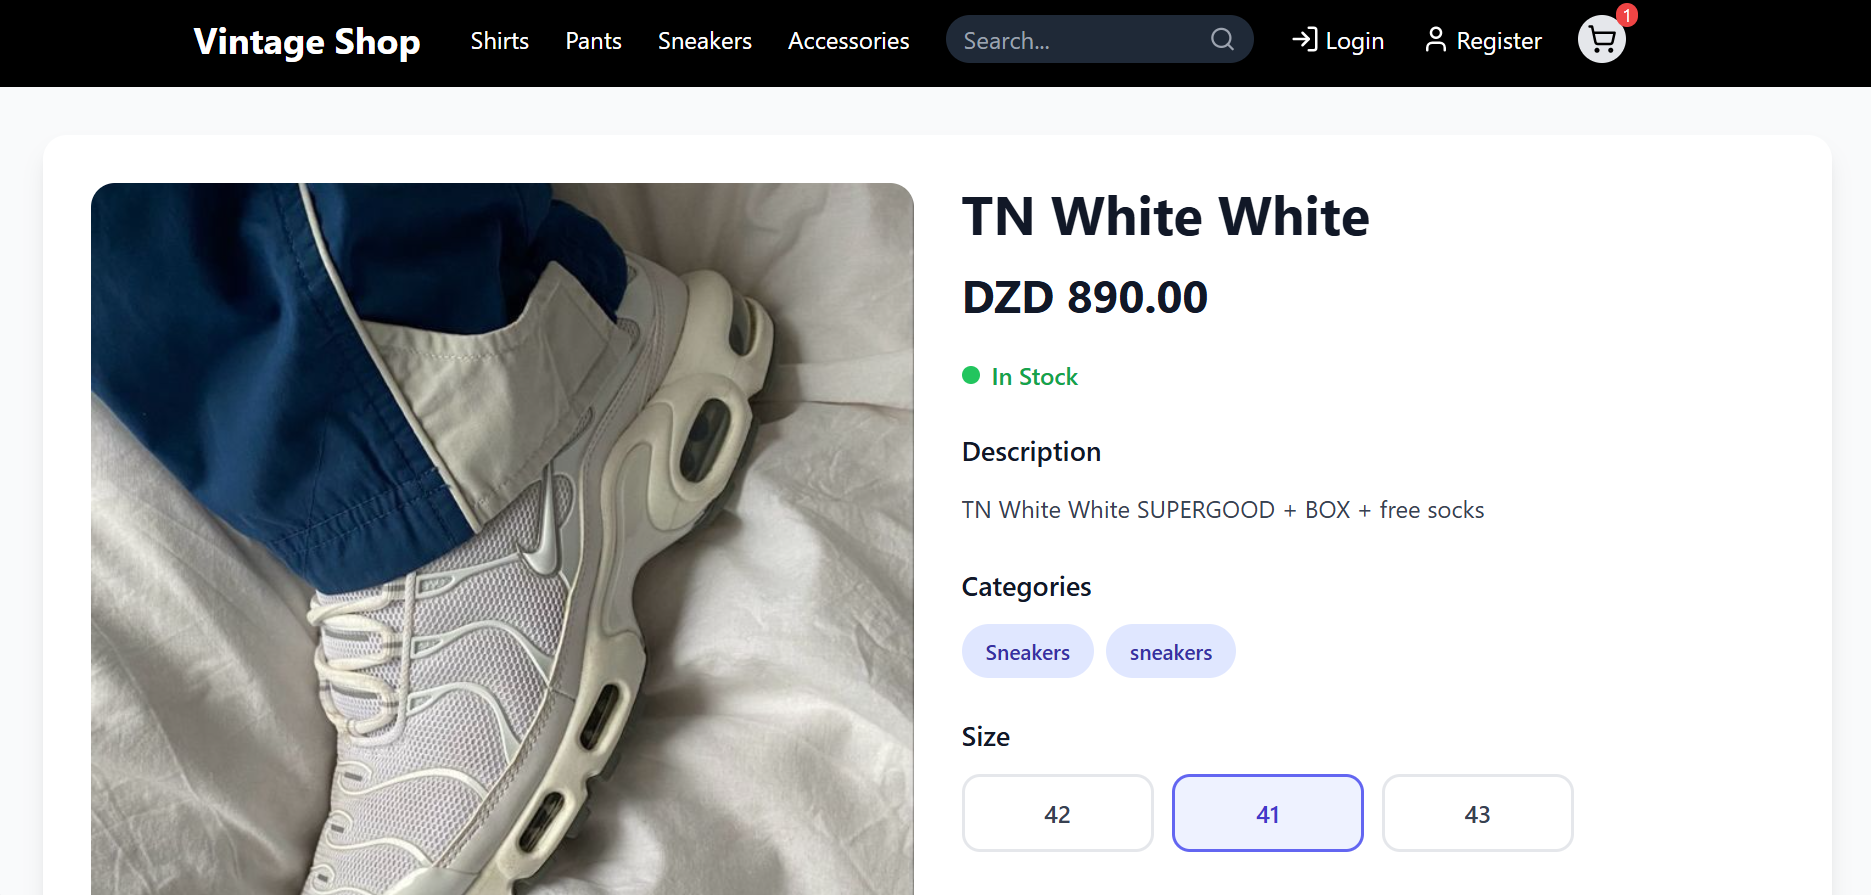 Vintage Shop Shirts Pants Sneakers Accessories Search... Login Register 1
TN White White
DZD 890.00
In Stock
Description
TN White White SUPERGOOD + BOX + free socks
Categories
Sneakers sneakers
Size
42 41 43